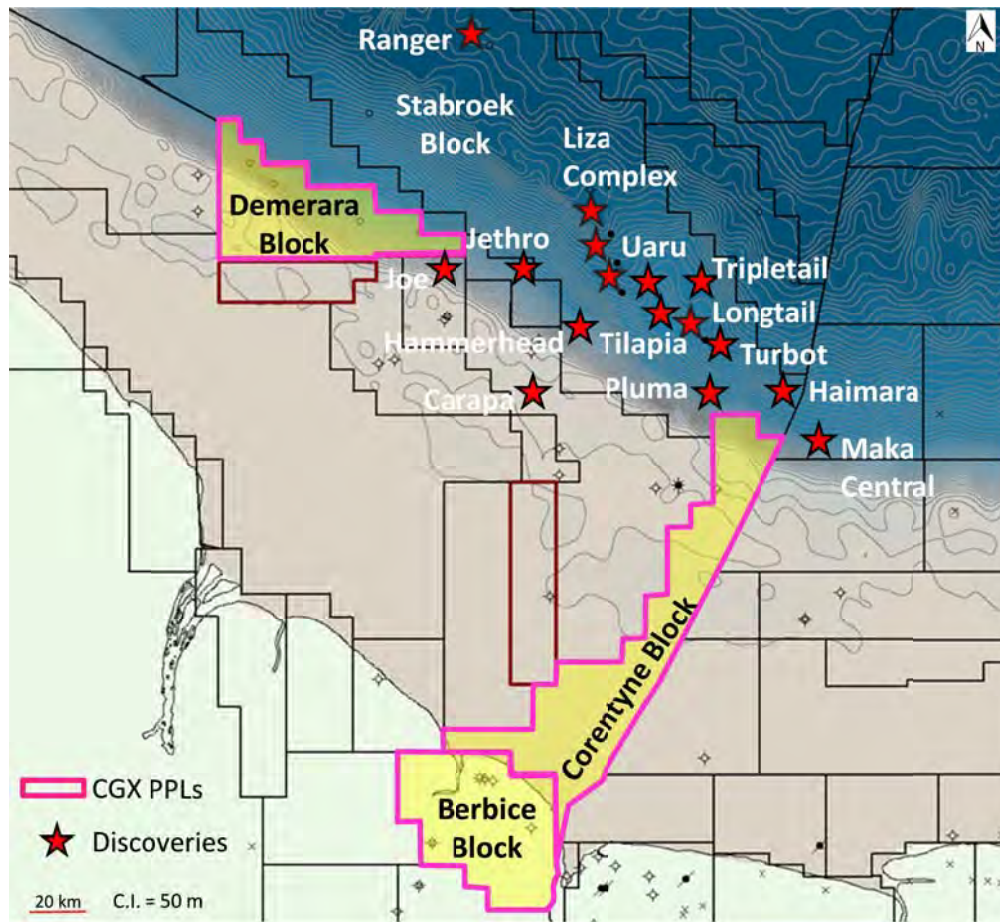 N
Ranger
Stabroek
Block
Liza
Complex
Demerara
Block
Jethro
Uaru
Joe
Tripletail
Longtail
Hammerhead
Tilapia
Turbot
Carapa
Pluma
Haimara
Maka
Central
Corentyne Block
CGX PPLs
Berbice
Block
Discoveries
20 km
C.I. = 50 m